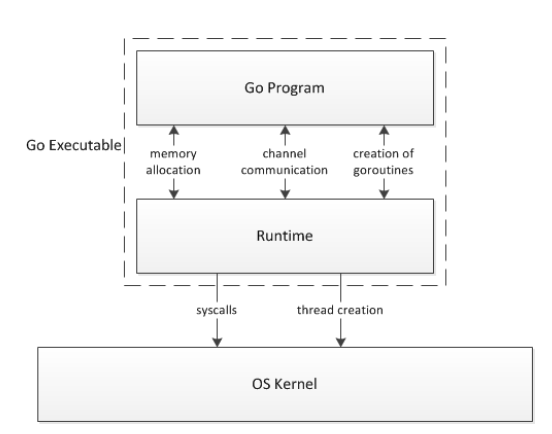 Go Program
Go Executable
memory
allocation
channel
communication
creation of
goroutines
Runtime
syscalls
thread creation
OS Kernel